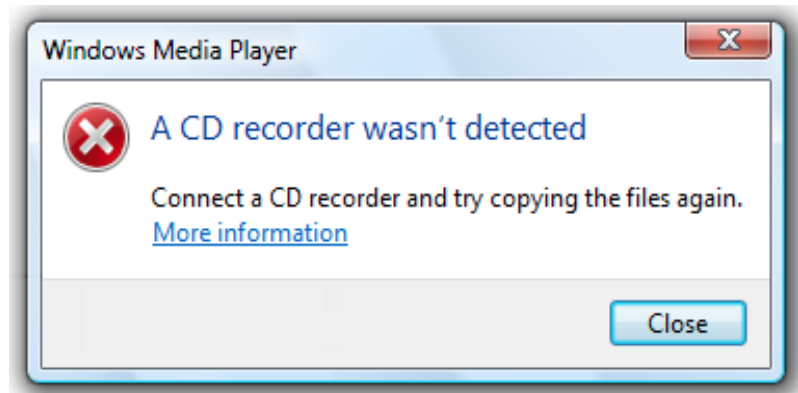 Windows Media Player
A CD recorder wasn't detected
Connect a CD recorder and try copying the files again.
More information
Close